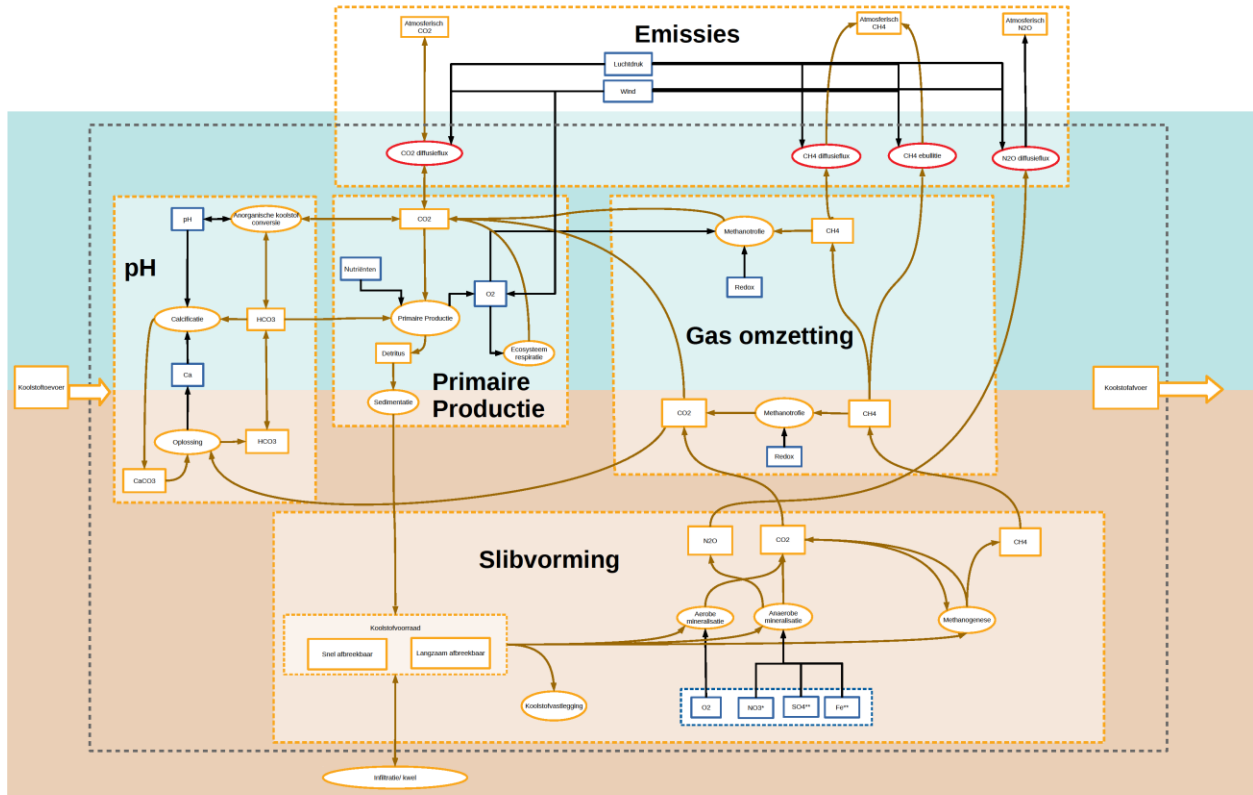 Atmosferisch
CO2
Emissies
Atmosferisch
CH4
Atmosferisch
N2O
Luchtdruk
Wind
CO2 diffusieflux
CH4 diffusieflux
CH4 ebullitie
N2O diffusieflux
pH
Anorganische koolstof
conversie
CO2
Methanotrofie
CH4
pH
Nutriënten
O2
Redox
Calcificatie
HCO3
Primaire Productie
Gas omzetting
Detritus
Ecosysteem
respiratie
Ca
Primaire
Productie
Koolstoftoevoer
Koolstofafvoer
Sedimentatie
CO2
Methanotrofie
CH4
Oplossing
HCO3
Redox
CaCO3
Slibvorming
N2O
CO2
CH4
Aerobe
mineralisatie
Anaerobe
mineralisatie
Methanogenese
Koolstofvoorraad
Snel afbreekbaar
Langzaam afbreekbaar
Koolstofvastlegging
O2
NO3*
SO4**
Fe**
Infiltratie/ kwel